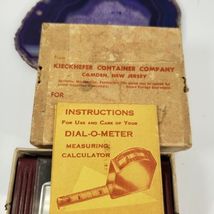 KIECKHEFER CONTAINER COMPANY
CAMDEN, NEW JERSEY
FOR
INSTRUCTIONS
FOR USE AND CARE OF YOUR
DIAL-O-METER
MEASURING
CALCULATOR